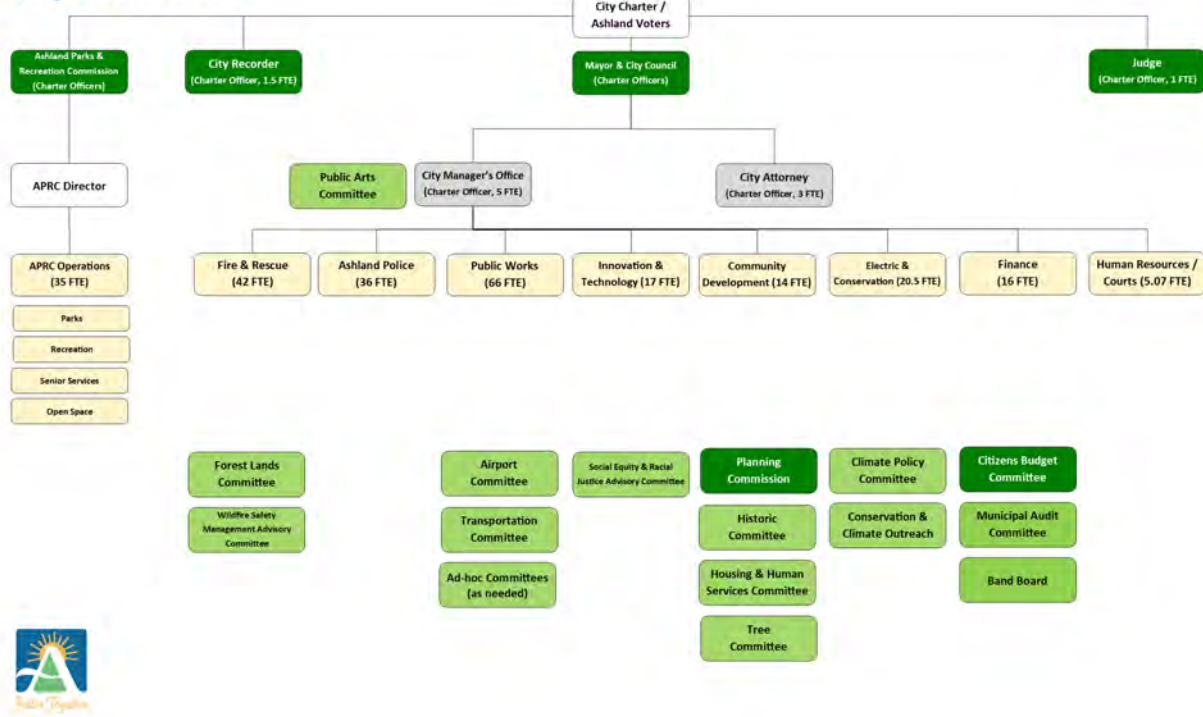 City Charter /
Ashland Voters
Ashland Parks &
Recreation Commission
(Charter Officers)
City Recorder
(Charter Officer, 1.5 FTE)
Mayor & City Council
(Charter Officers)
Judge
(Charter Officer, 1 FTE)
APRC Director
Public Arts
Committee
City Manager's Office
(Charter Officer, 5 FTE)
City Attorney
(Charter Officer, 3 FTE)
APRC Operations
(35 FTE)
Fire & Rescue
(42 FTE)
Ashland Police
(36 FTE)
Public Works
(66 FTE)
Innovation &
Technology (17 FTE)
Community
Development (14 FTE)
Electric &
Conservation (20.5 FTE)
Finance
(16 FTE)
Human Resources /
Courts (5.07 FTE)
Parks
Recreation
Senior Services
Open Space
Forest Lands
Committee
Airport
Committee
Social Equity & Racial
Justice Advisory Committee
Planning
Commission
Climate Policy
Committee
Citizens Budget
Committee
Wildfire Safety
Management Advisory
Committee
Transportation
Committee
Historic
Committee
Conservation &
Climate Outreach
Municipal Audit
Committee
Ad-hoc Committees
(as needed)
Housing & Human
Services Committee
Band Board
Tree
Committee
Better Together